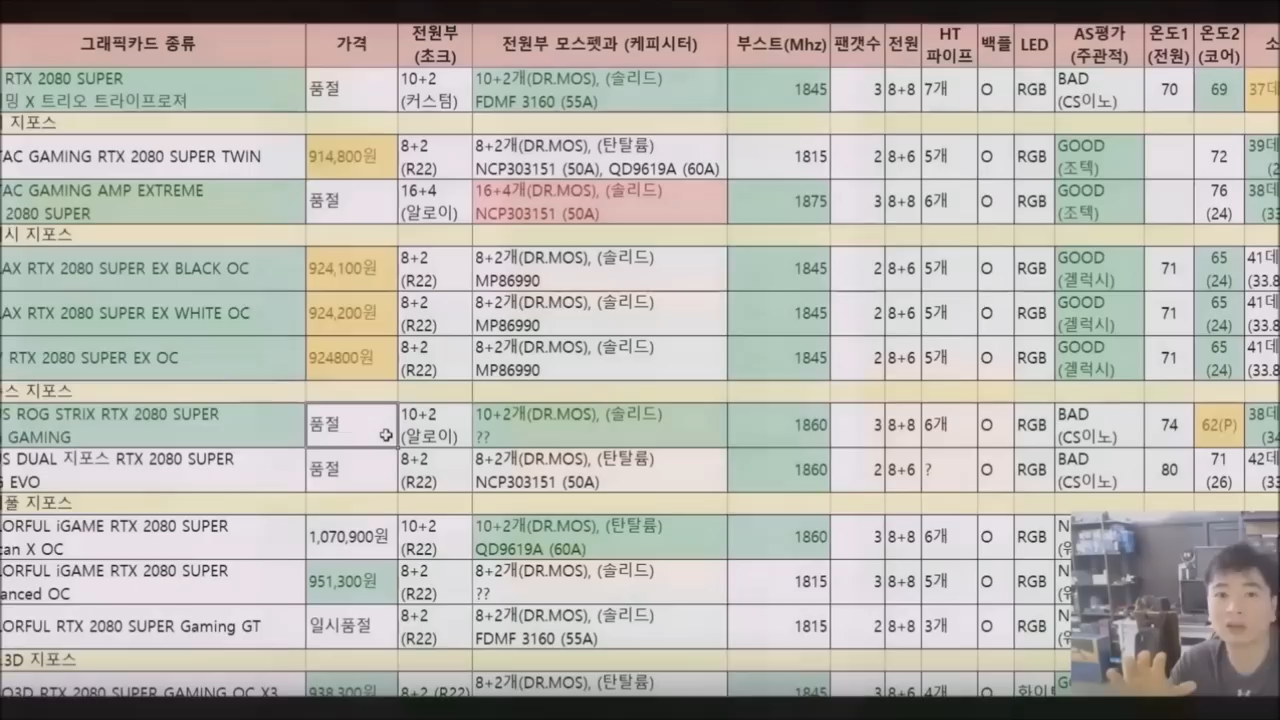 그래픽카드 종류 가격 전원부 (초크) 전원부 모스펫과 (케피시터) 부스트(Mhz) 팬갯수 전원 HT 파이프 백플 LED AS평가 (주관적) 온도1 (전원) 온도2 (코어) 소
RTX 2080 SUPER 품절 10+2 10+2개(DR.MOS), (솔리드) 1845 3 8+8 7개 O RGB BAD 70 69 37데
밍 X 트리오 트라이프로져 (커스텀) FDMF 3160 (55A) (CS이노)
지포스
TAC GAMING RTX 2080 SUPER TWIN 914,800원 8+2 8+2개(DR.MOS), (탄탈륨) 1815 2 8+6 5개 O RGB GOOD 72 39데
(R22) NCP303151 (50A), QD9619A (60A) (조텍)
TAC GAMING AMP EXTREME 품절 16+4 16+4개(DR.MOS), (솔리드) 1875 3 8+8 6개 O RGB GOOD 76 38데
2080 SUPER (알로이) NCP303151 (50A) (조텍) (24) (33
시 지포스
AX RTX 2080 SUPER EX BLACK OC 924,100원 8+2 8+2개(DR.MOS), (솔리드) 1845 2 8+6 5개 O RGB GOOD 71 65 41데
(R22) MP86990 (겔럭시) (24) (33.8
AX RTX 2080 SUPER EX WHITE OC 924,200원 8+2 8+2개(DR.MOS), (솔리드) 1845 2 8+6 5개 O RGB GOOD 71 65 41데
(R22) MP86990 (겔럭시) (24) (33.8
RTX 2080 SUPER EX OC 924800원 8+2 8+2개(DR.MOS), (솔리드) 1845 2 8+6 5개 O RGB GOOD 71 65 41데
(R22) MP86990 (겔럭시) (24) (33.8
스 지포스
S ROG STRIX RTX 2080 SUPER 품절 10+2 10+2개(DR.MOS), (솔리드) 1860 3 8+8 6개 O RGB BAD 74 62(P) 38데
GAMING (알로이) ?? (CS이노) (34
S DUAL 지포스 RTX 2080 SUPER 품절 8+2 8+2개(DR.MOS), (탄탈륨) 1860 2 8+6 ? O RGB BAD 80 71 42데
EVO (R22) NCP303151 (50A) (CS이노) (26) (33
풀 지포스
ORFUL iGAME RTX 2080 SUPER 1,070,900원 10+2 10+2개(DR.MOS), (탄탈륨) 1860 3 8+8 6개 O RGB
can X OC (R22) QD9619A (60A)
ORFUL iGAME RTX 2080 SUPER 951,300원 8+2 8+2개(DR.MOS), (솔리드) 1815 3 8+8 5개 O RGB
anced OC (R22) ??
ORFUL RTX 2080 SUPER Gaming GT 일시품절 8+2 8+2개(DR.MOS), (솔리드) 1815 2 8+8 3개 O RGB
(R22) FDMF 3160 (55A)
3D 지포스
O3D RTX 2080 SUPER GAMING OC X3 938,300원 8+2 (R22) 8+2개(DR.MOS), (탄탈륨) 1845 3 8+6 4개 O